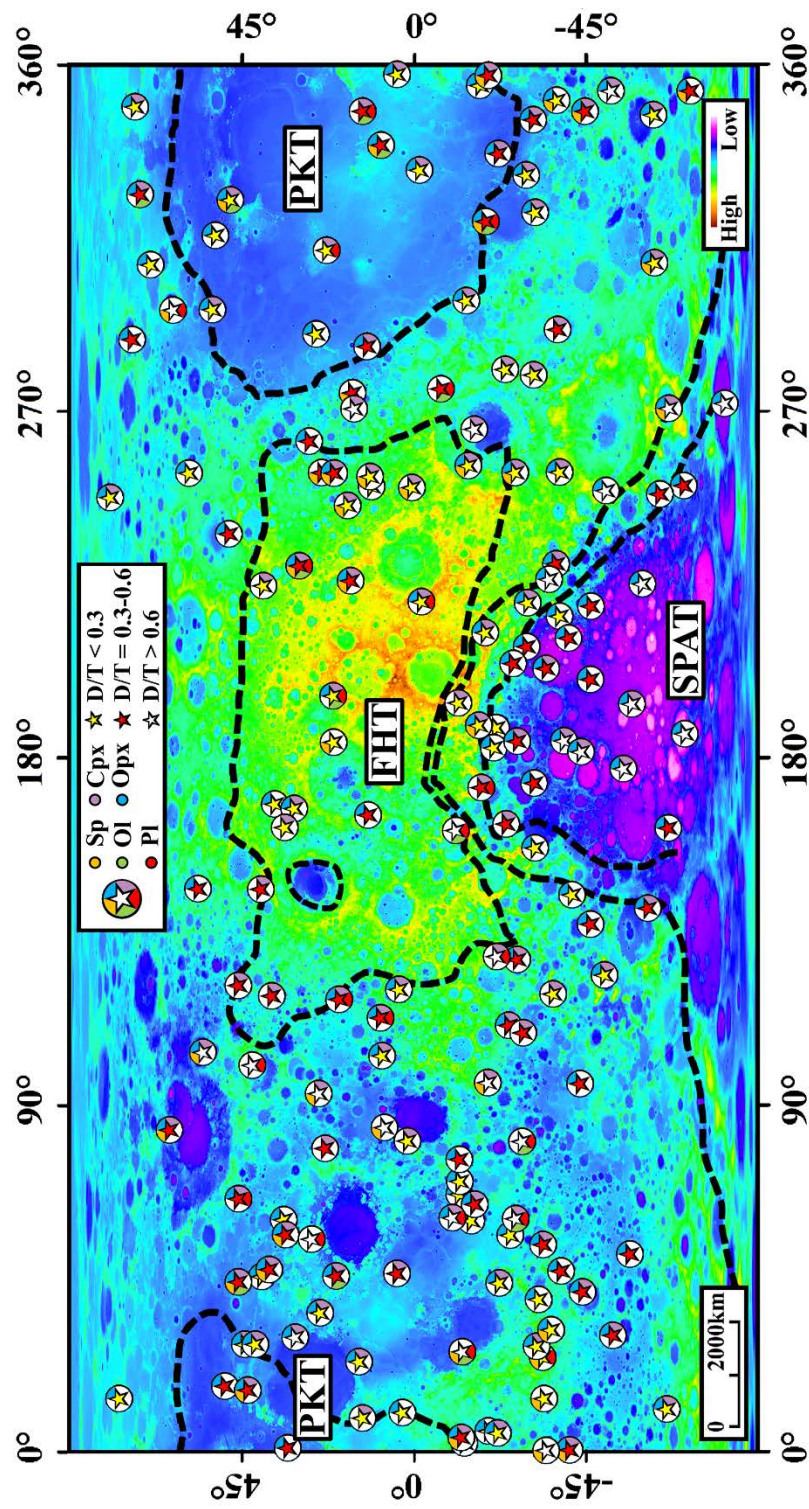 0° 90° 180° 270° 360°
45°
0°
-45°
Sp Cpx D/T < 0.3
Ol Opx D/T = 0.3-0.6
Pl D/T > 0.6
PKT
PKT
FHT
SPAT
0 2000km
High Low
45°
0°
-45°
0° 90° 180° 270° 360°